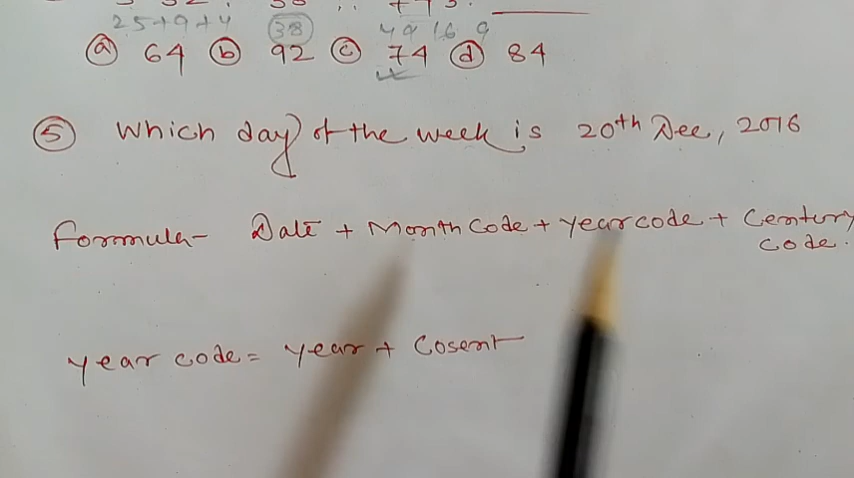 25+9+4 38 49 16 9
(a) 64 (b) 92 (c) 74 (d) 84
(5) Which day of the week is 20th Dec, 2016
Formula- Date + Month Code + Year code + Century
Code.
Year code = year + Cosent